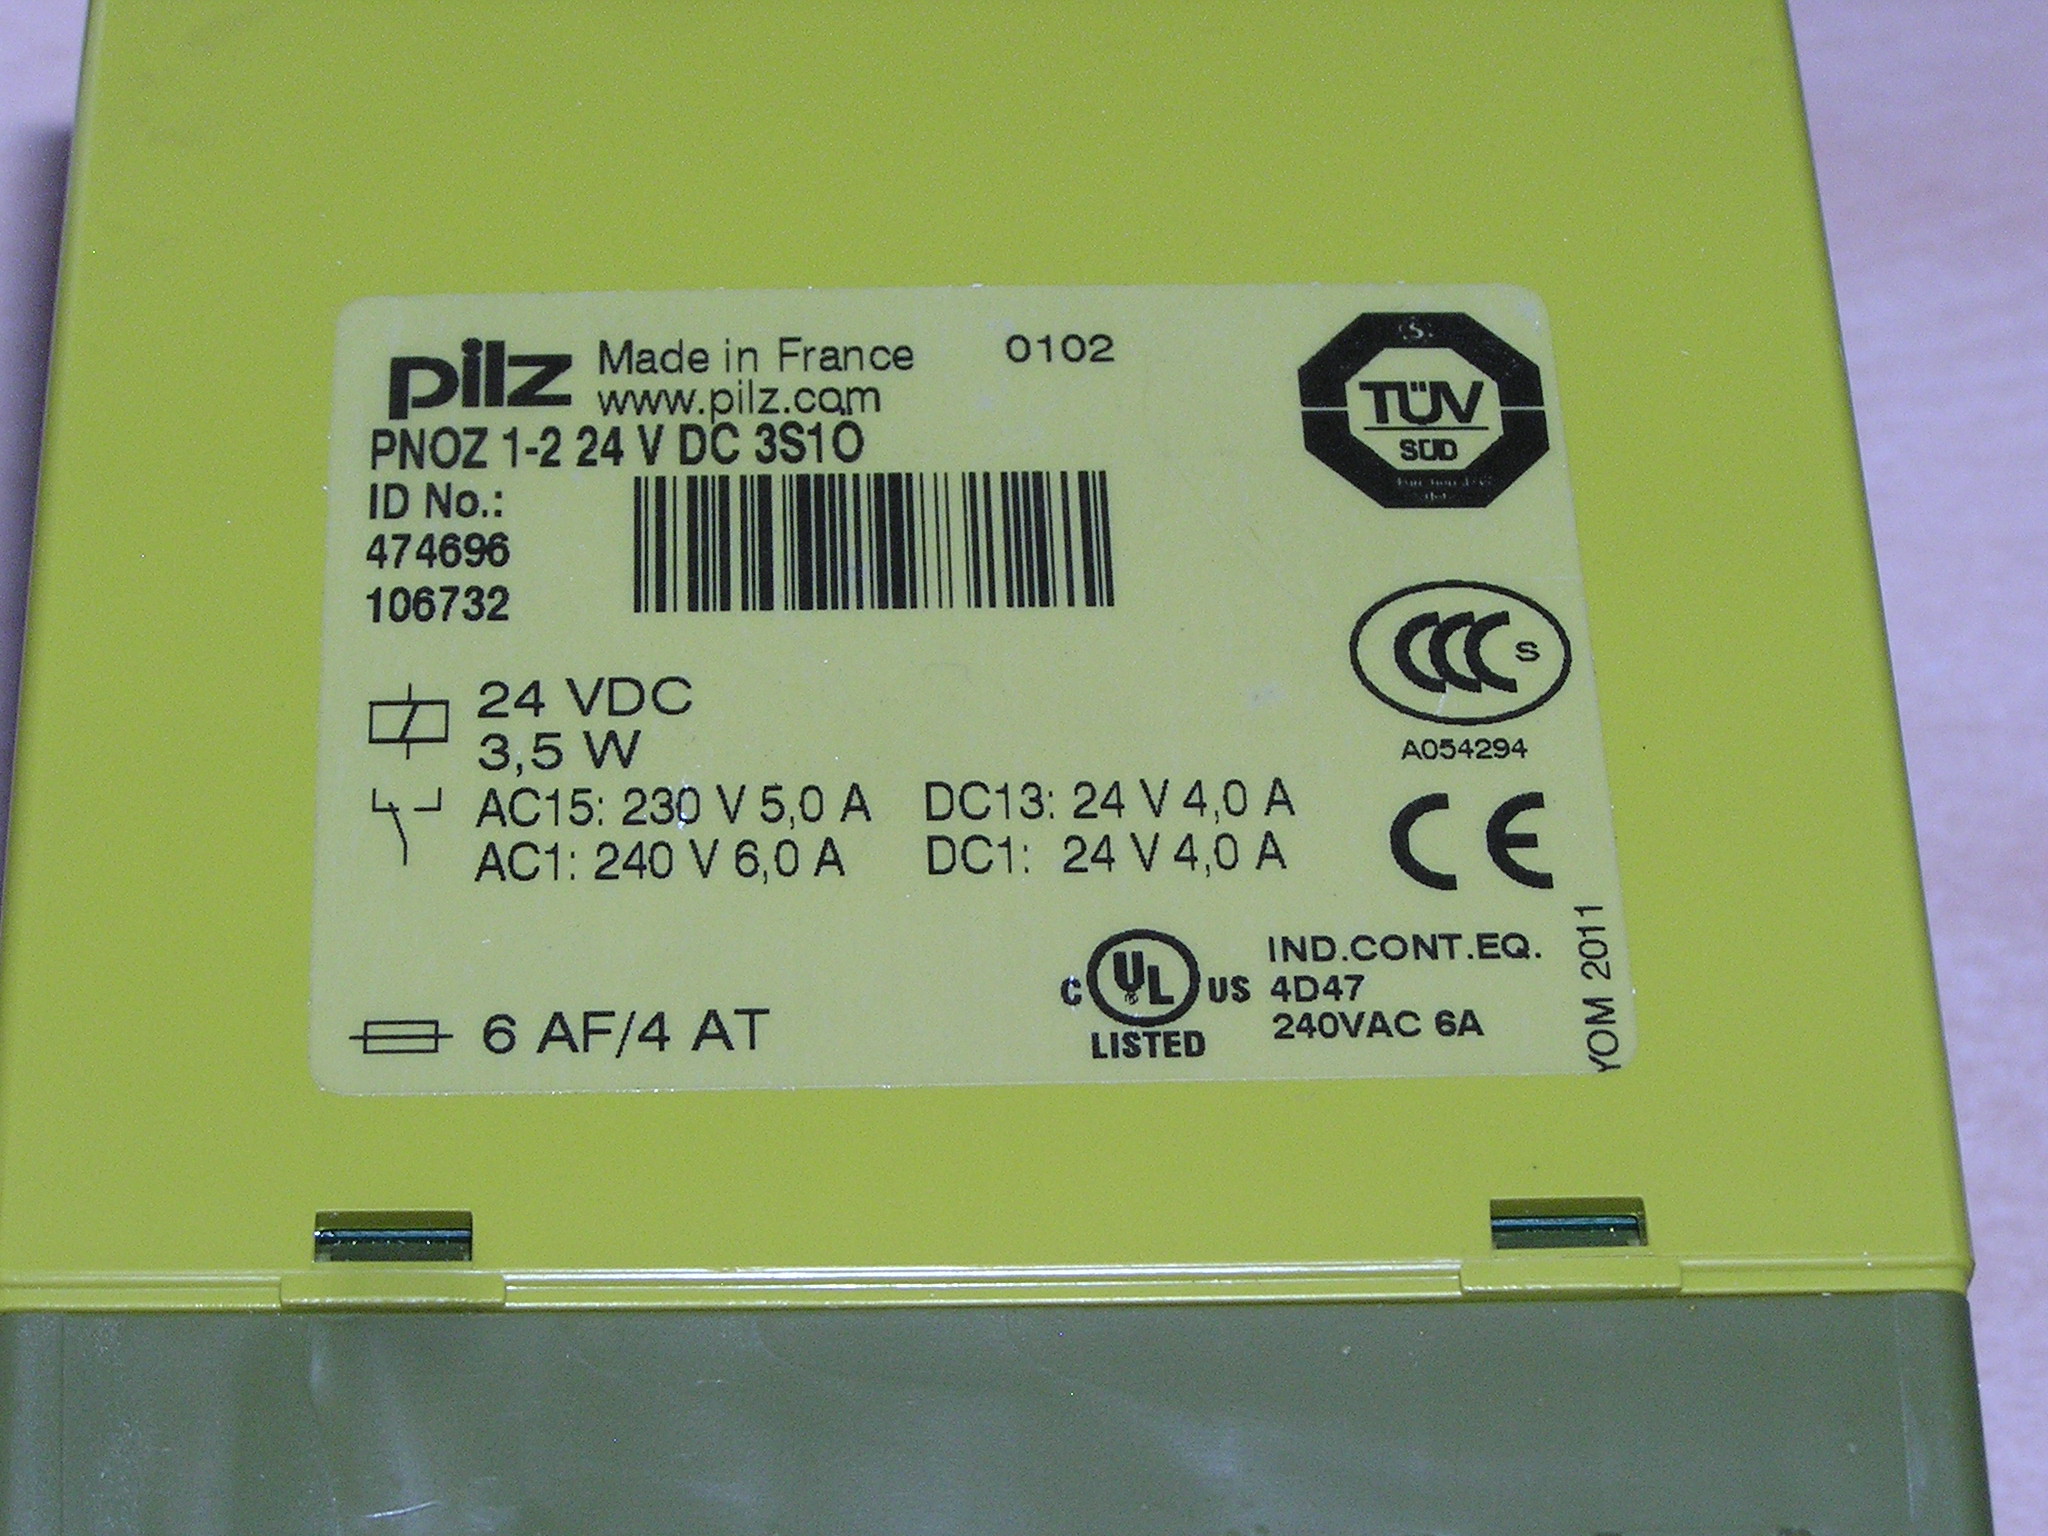 pilz Made in France 0102
www.pilz.com
PNOZ 1-2 24 V DC 3S1O
ID No.:
474696
106732
24 VDC
3,5 W
AC15: 230 V 5,0 A DC13: 24 V 4,0 A
AC1: 240 V 6,0 A DC1: 24 V 4,0 A
6 AF/4 AT
TÜV
SÜD
CCC S
A054294
CE
C UL US
LISTED
IND.CONT.EQ.
4D47
240VAC 6A
YOM 2011